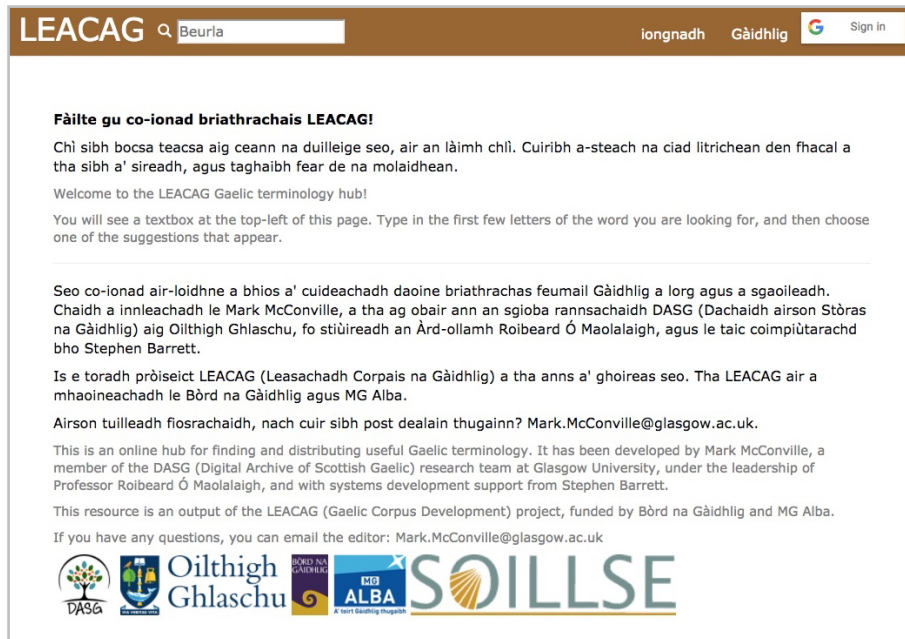 LEACAG Beurla iongnadh Gàidhlig Sign in
Fàilte gu co-ionad briathrachais LEACAG!
Chì sibh bocsa teacsa aig ceann na duilleige seo, air an làimh chlì. Cuiribh a-steach na ciad litrichean den fhacal a
tha sibh a' sireadh, agus taghaibh fear de na molaidhean.
Welcome to the LEACAG Gaelic terminology hub!
You will see a textbox at the top-left of this page. Type in the first few letters of the word you are looking for, and then choose
one of the suggestions that appear.
Seo co-ionad air-loidhne a bhios a' cuideachadh daoine briathrachas feumail Gàidhlig a lorg agus a sgaoileadh.
Chaidh a innleachadh le Mark McConville, a tha ag obair ann an sgioba rannsachaidh DASG (Dachaidh airson Stòras
na Gàidhlig) aig Oilthigh Ghlaschu, fo stiùireadh an Àrd-ollamh Roibeard Ó Maolalaigh, agus le taic coimpiùtarachd
bho Stephen Barrett.
Is e toradh pròiseict LEACAG (Leasachadh Corpais na Gàidhlig) a tha anns a' ghoireas seo. Tha LEACAG air a
mhaoineachadh le Bòrd na Gàidhlig agus MG Alba.
Airson tuilleadh fiosrachaidh, nach cuir sibh post dealain thugainn? Mark.McConville@glasgow.ac.uk.
This is an online hub for finding and distributing useful Gaelic terminology. It has been developed by Mark McConville, a
member of the DASG (Digital Archive of Scottish Gaelic) research team at Glasgow University, under the leadership of
Professor Roibeard Ó Maolalaigh, and with systems development support from Stephen Barrett.
This resource is an output of the LEACAG (Gaelic Corpus Development) project, funded by Bòrd na Gàidhlig and MG Alba.
If you have any questions, you can email the editor: Mark.McConville@glasgow.ac.uk
DASG
Oilthigh
Ghlaschu
BÒRD NA
GÀIDHLIG
MG
ALBA
A' toirt Gàidhlig thugaibh
SOILLSE